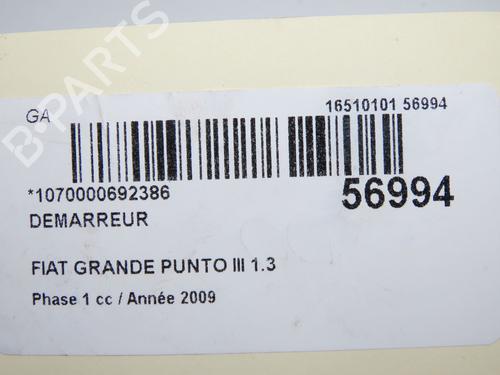 GA
16510101 56994
*1070000692386
56994
DEMARREUR
FIAT GRANDE PUNTO III 1.3
Phase 1 cc / Année 2009
B-PARTS